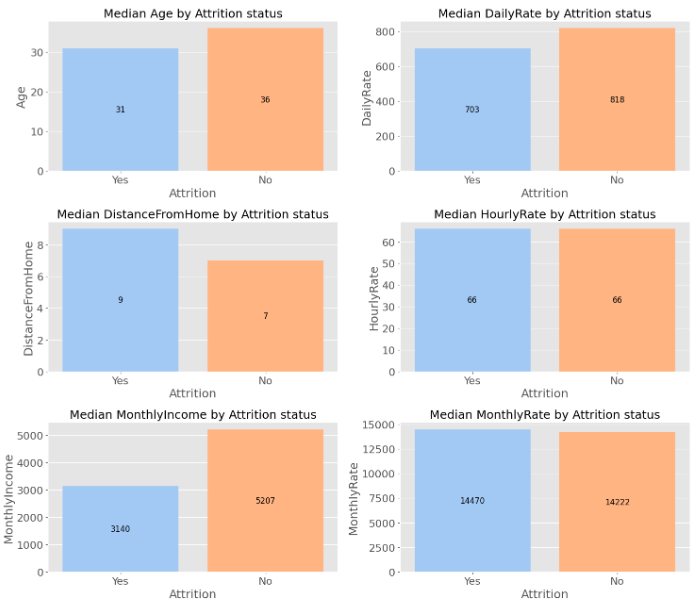 Median Age by Attrition status
30
20
10
0
Age
31
36
Yes
No
Attrition
Median DailyRate by Attrition status
800
600
400
200
0
DailyRate
703
818
Yes
No
Attrition
Median DistanceFromHome by Attrition status
8
6
4
2
0
DistanceFromHome
9
7
Yes
No
Attrition
Median HourlyRate by Attrition status
60
50
40
30
20
10
0
HourlyRate
66
66
Yes
No
Attrition
Median MonthlyIncome by Attrition status
5000
4000
3000
2000
1000
0
MonthlyIncome
3140
5207
Yes
No
Attrition
Median MonthlyRate by Attrition status
15000
12500
10000
7500
5000
2500
0
MonthlyRate
14470
14222
Yes
No
Attrition